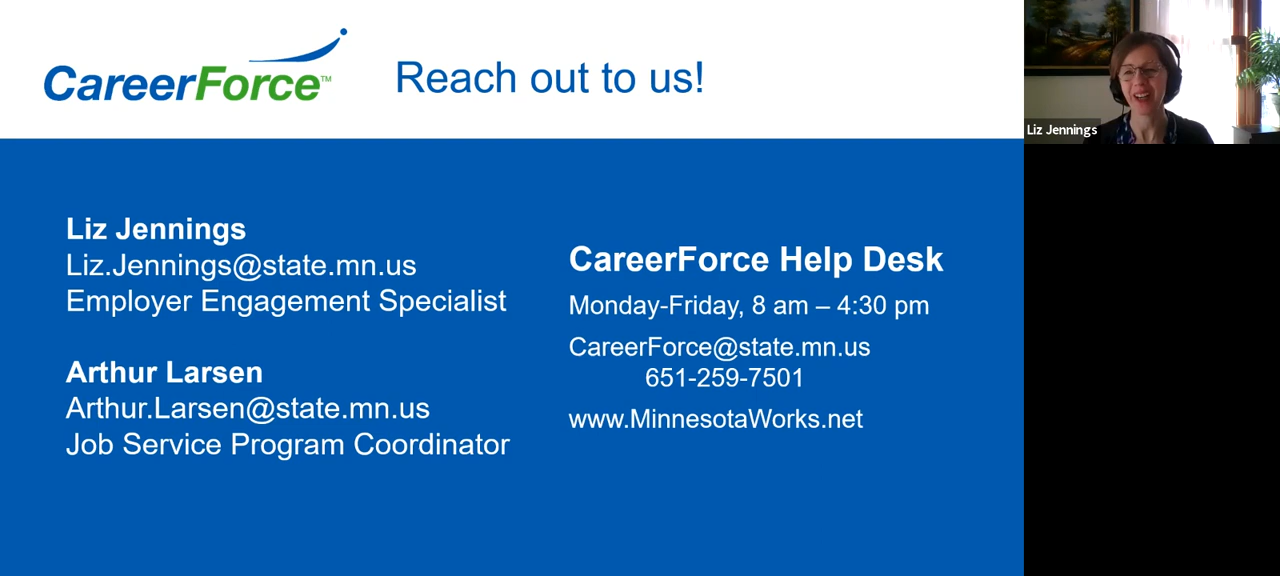 CareerForce™
Reach out to us!
Liz Jennings
Liz Jennings
Liz.Jennings@state.mn.us
Employer Engagement Specialist
Arthur Larsen
Arthur.Larsen@state.mn.us
Job Service Program Coordinator
CareerForce Help Desk
Monday-Friday, 8 am – 4:30 pm
CareerForce@state.mn.us
651-259-7501
www.MinnesotaWorks.net